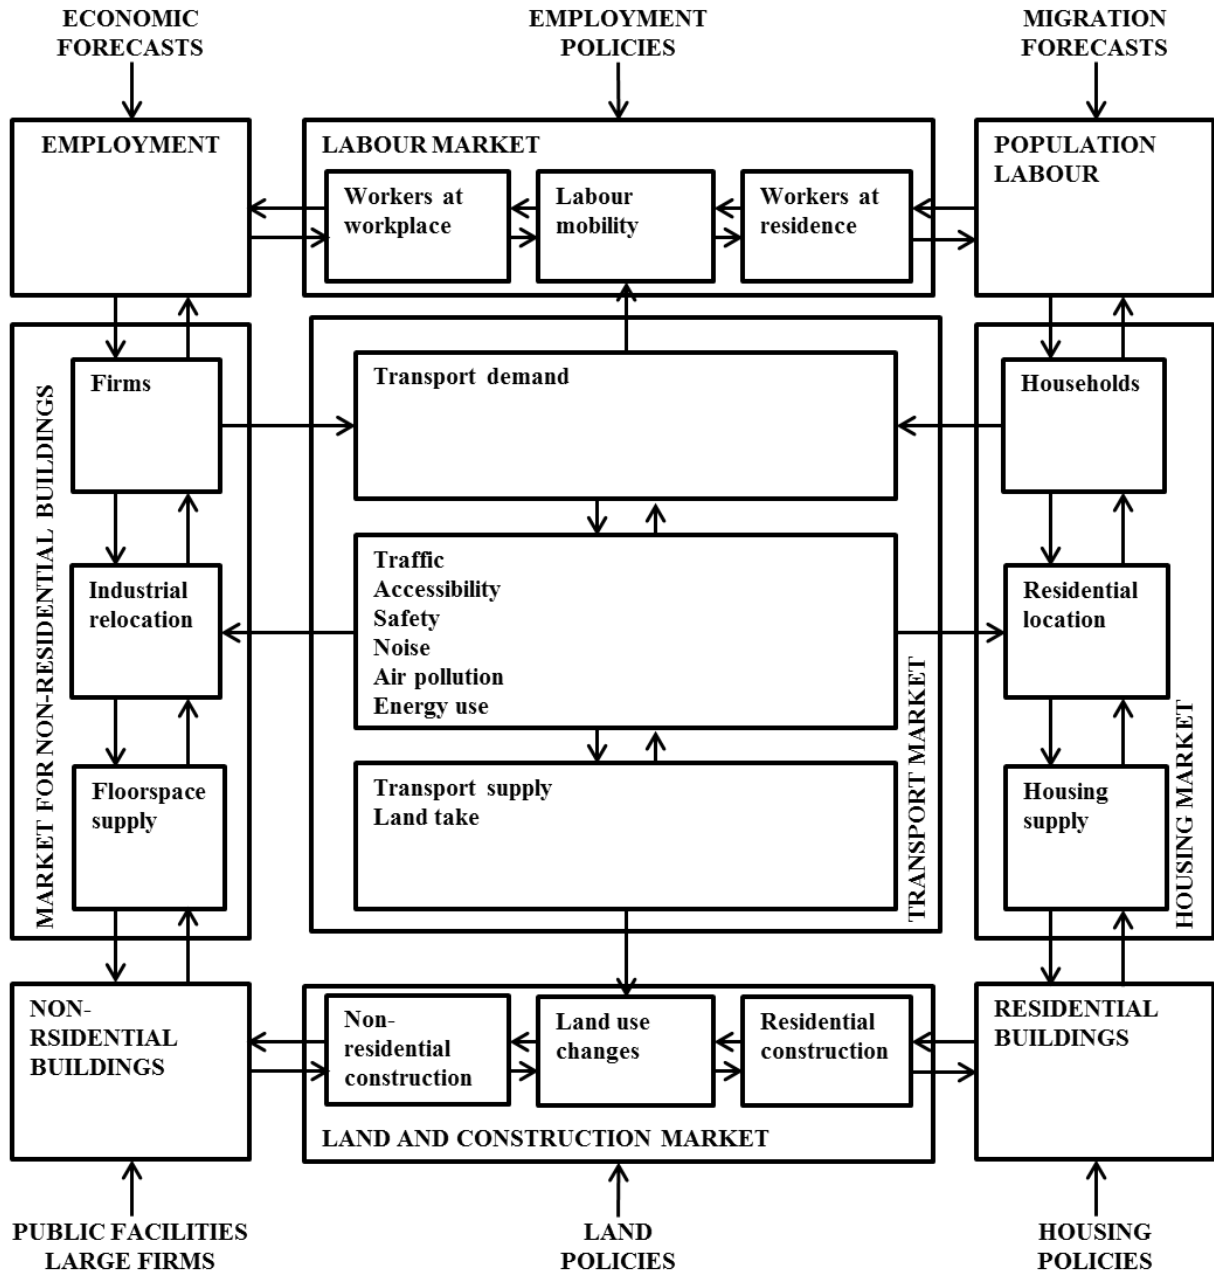 ECONOMIC
FORECASTS
EMPLOYMENT
POLICIES
MIGRATION
FORECASTS
EMPLOYMENT
LABOUR MARKET
Workers at
workplace
Labour
mobility
Workers at
residence
POPULATION
LABOUR
MARKET FOR NON-RESIDENTIAL BUILDINGS
Firms
Industrial
relocation
Floorspace
supply
Transport demand
Traffic
Accessibility
Safety
Noise
Air pollution
Energy use
Transport supply
Land take
TRANSPORT MARKET
Households
Residential
location
Housing
supply
HOUSING MARKET
NON-
RSIDENTIAL
BUILDINGS
Non-
residential
construction
Land use
changes
Residential
construction
LAND AND CONSTRUCTION MARKET
RESIDENTIAL
BUILDINGS
PUBLIC FACILITIES
LARGE FIRMS
LAND
POLICIES
HOUSING
POLICIES